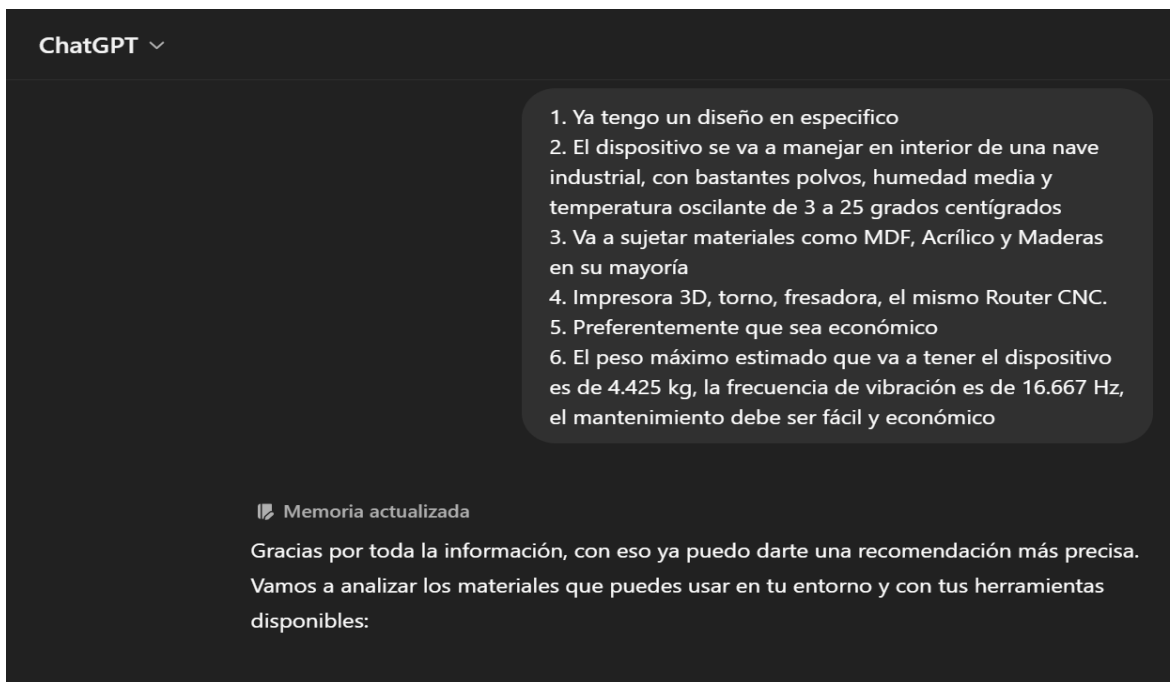 ChatGPT
1. Ya tengo un diseño en especifico
2. El dispositivo se va a manejar en interior de una nave
industrial, con bastantes polvos, humedad media y
temperatura oscilante de 3 a 25 grados centígrados
3. Va a sujetar materiales como MDF, Acrílico y Maderas
en su mayoría
4. Impresora 3D, torno, fresadora, el mismo Router CNC.
5. Preferentemente que sea económico
6. El peso máximo estimado que va a tener el dispositivo
es de 4.425 kg, la frecuencia de vibración es de 16.667 Hz,
el mantenimiento debe ser fácil y económico
Memoria actualizada
Gracias por toda la información, con eso ya puedo darte una recomendación más precisa.
Vamos a analizar los materiales que puedes usar en tu entorno y con tus herramientas
disponibles: